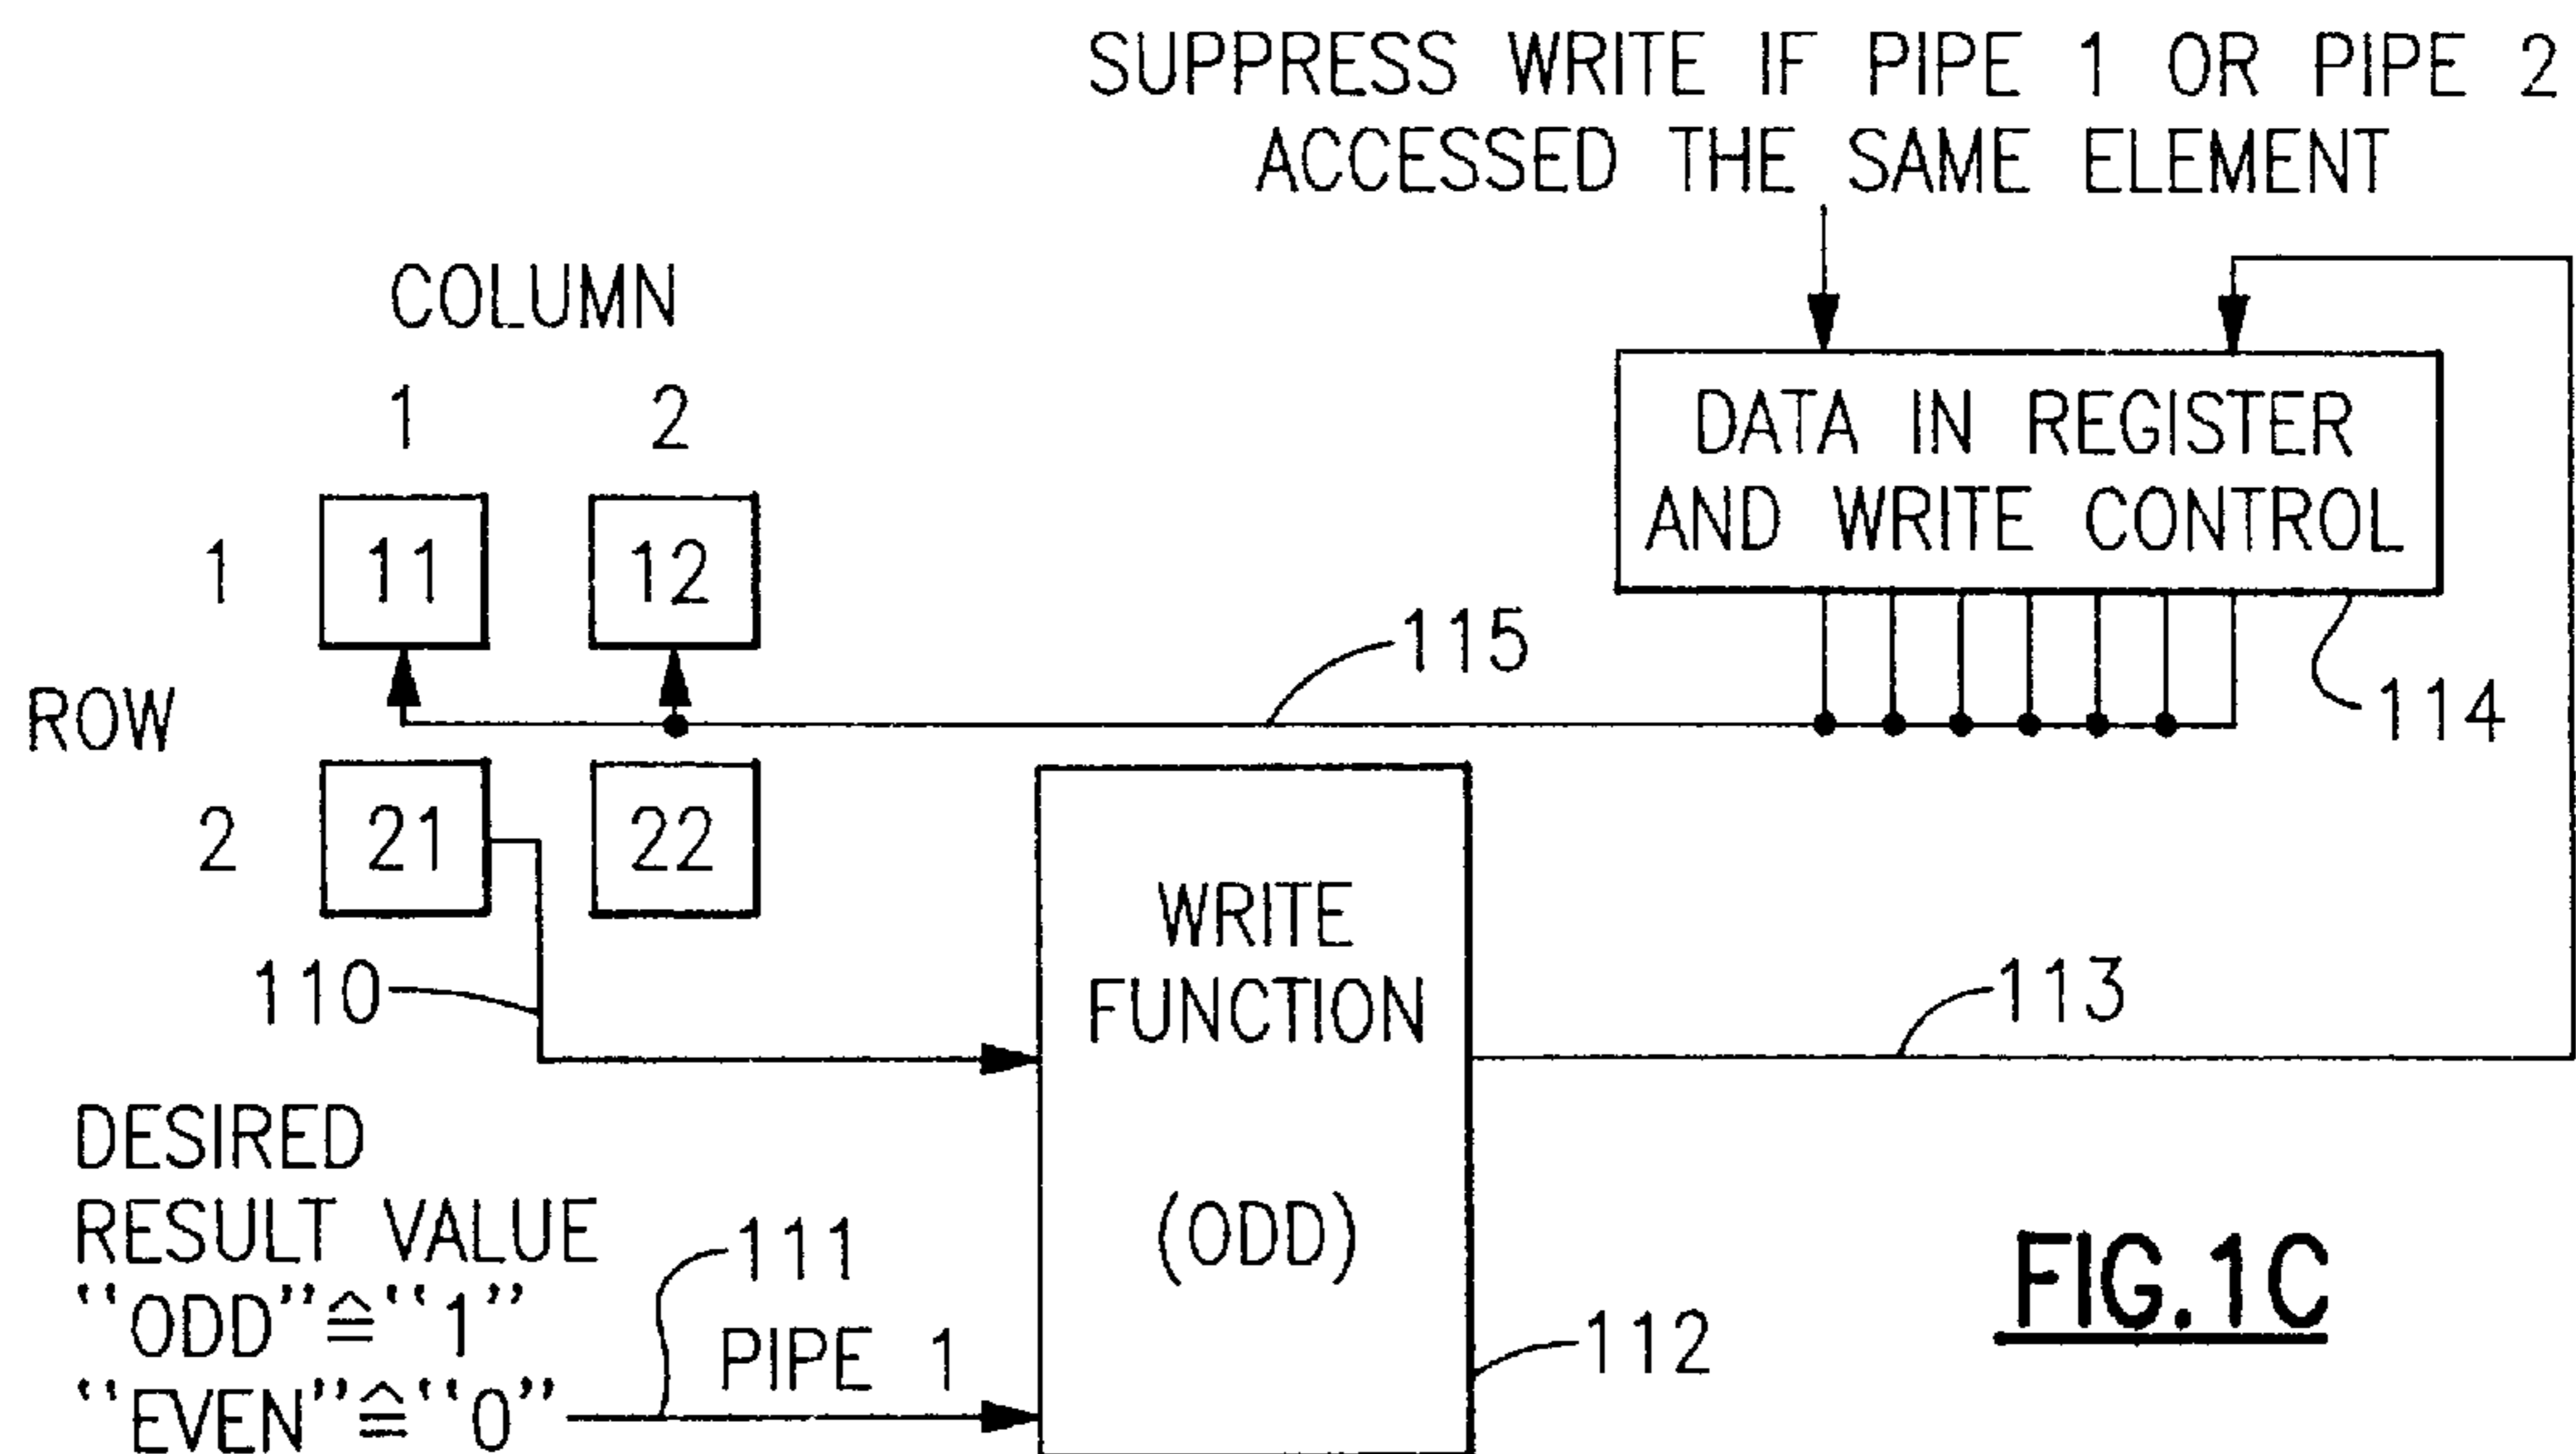 SUPPRESS WRITE IF PIPE 1 OR PIPE 2
ACCESSED THE SAME ELEMENT
COLUMN
1 2
DATA IN REGISTER
AND WRITE CONTROL
1 11 12
115
114
ROW
2 21 22
WRITE
FUNCTION
(ODD)
110
113
DESIRED
RESULT VALUE
"ODD"≙"1"
"EVEN"≙"0"
111
PIPE 1
112
FIG.1C